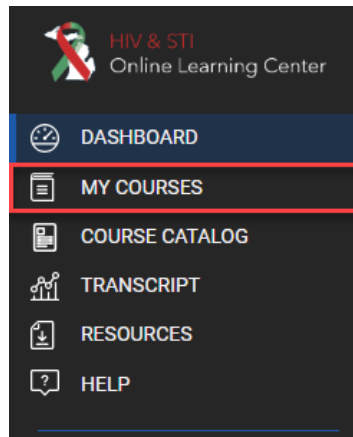 HIV & STI
Online Learning Center
DASHBOARD
MY COURSES
COURSE CATALOG
TRANSCRIPT
RESOURCES
HELP